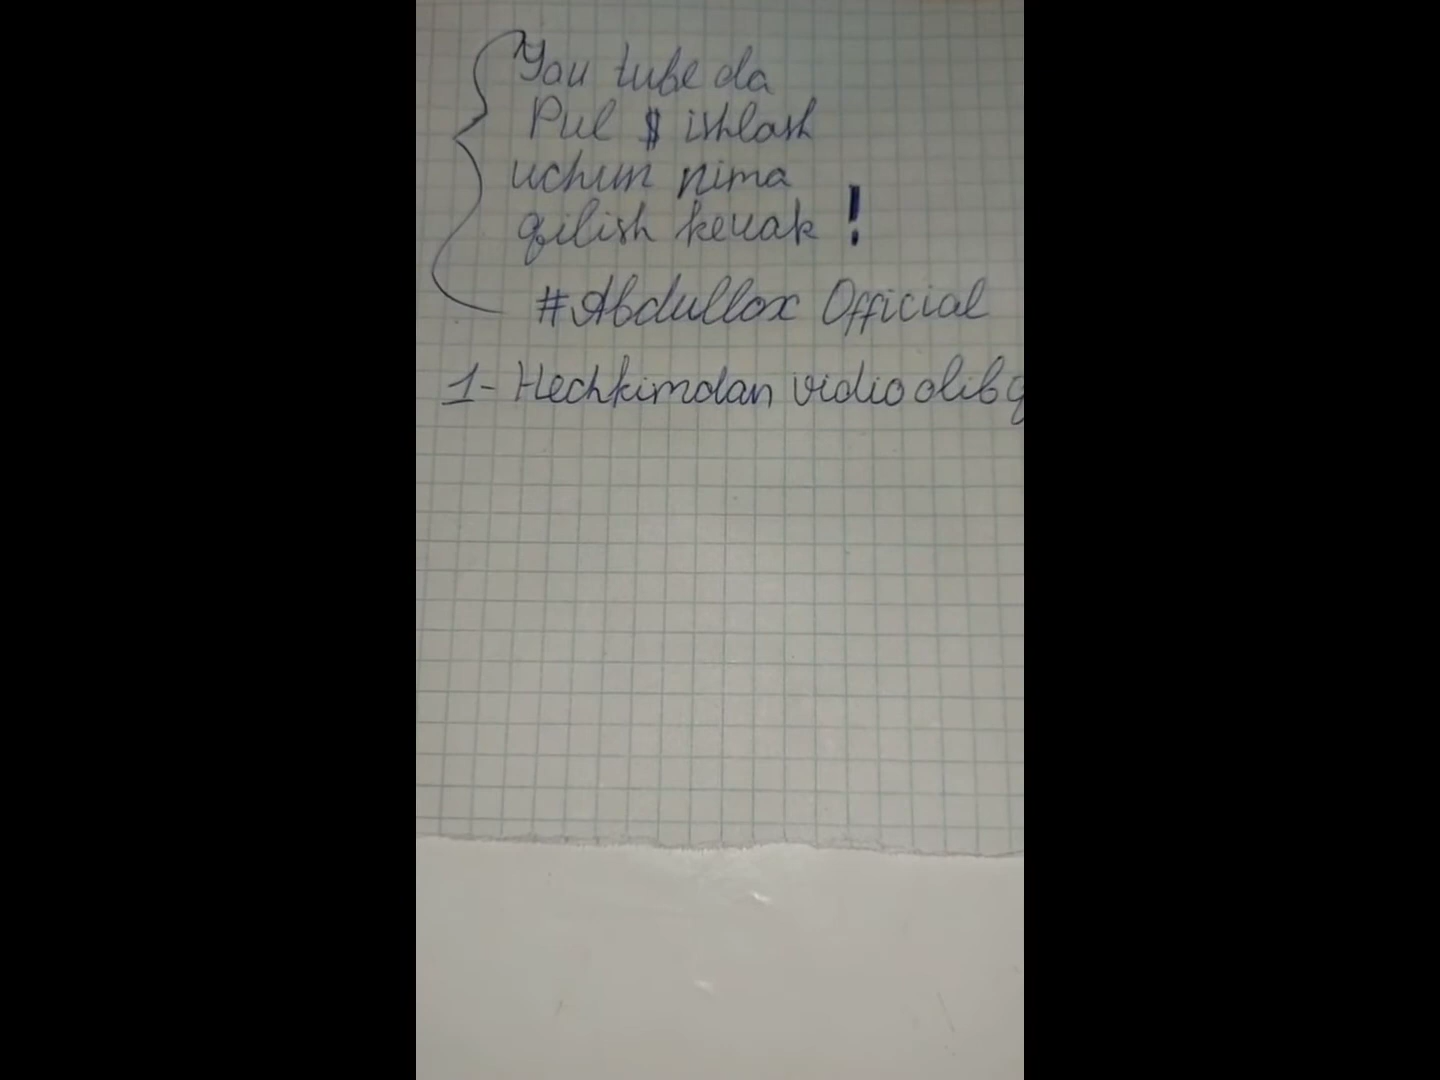 You tube da
Pul $ ishlash
uchun nima
qilish kerak !
#Abdullox Official
1- Hechkimdan vidio olib